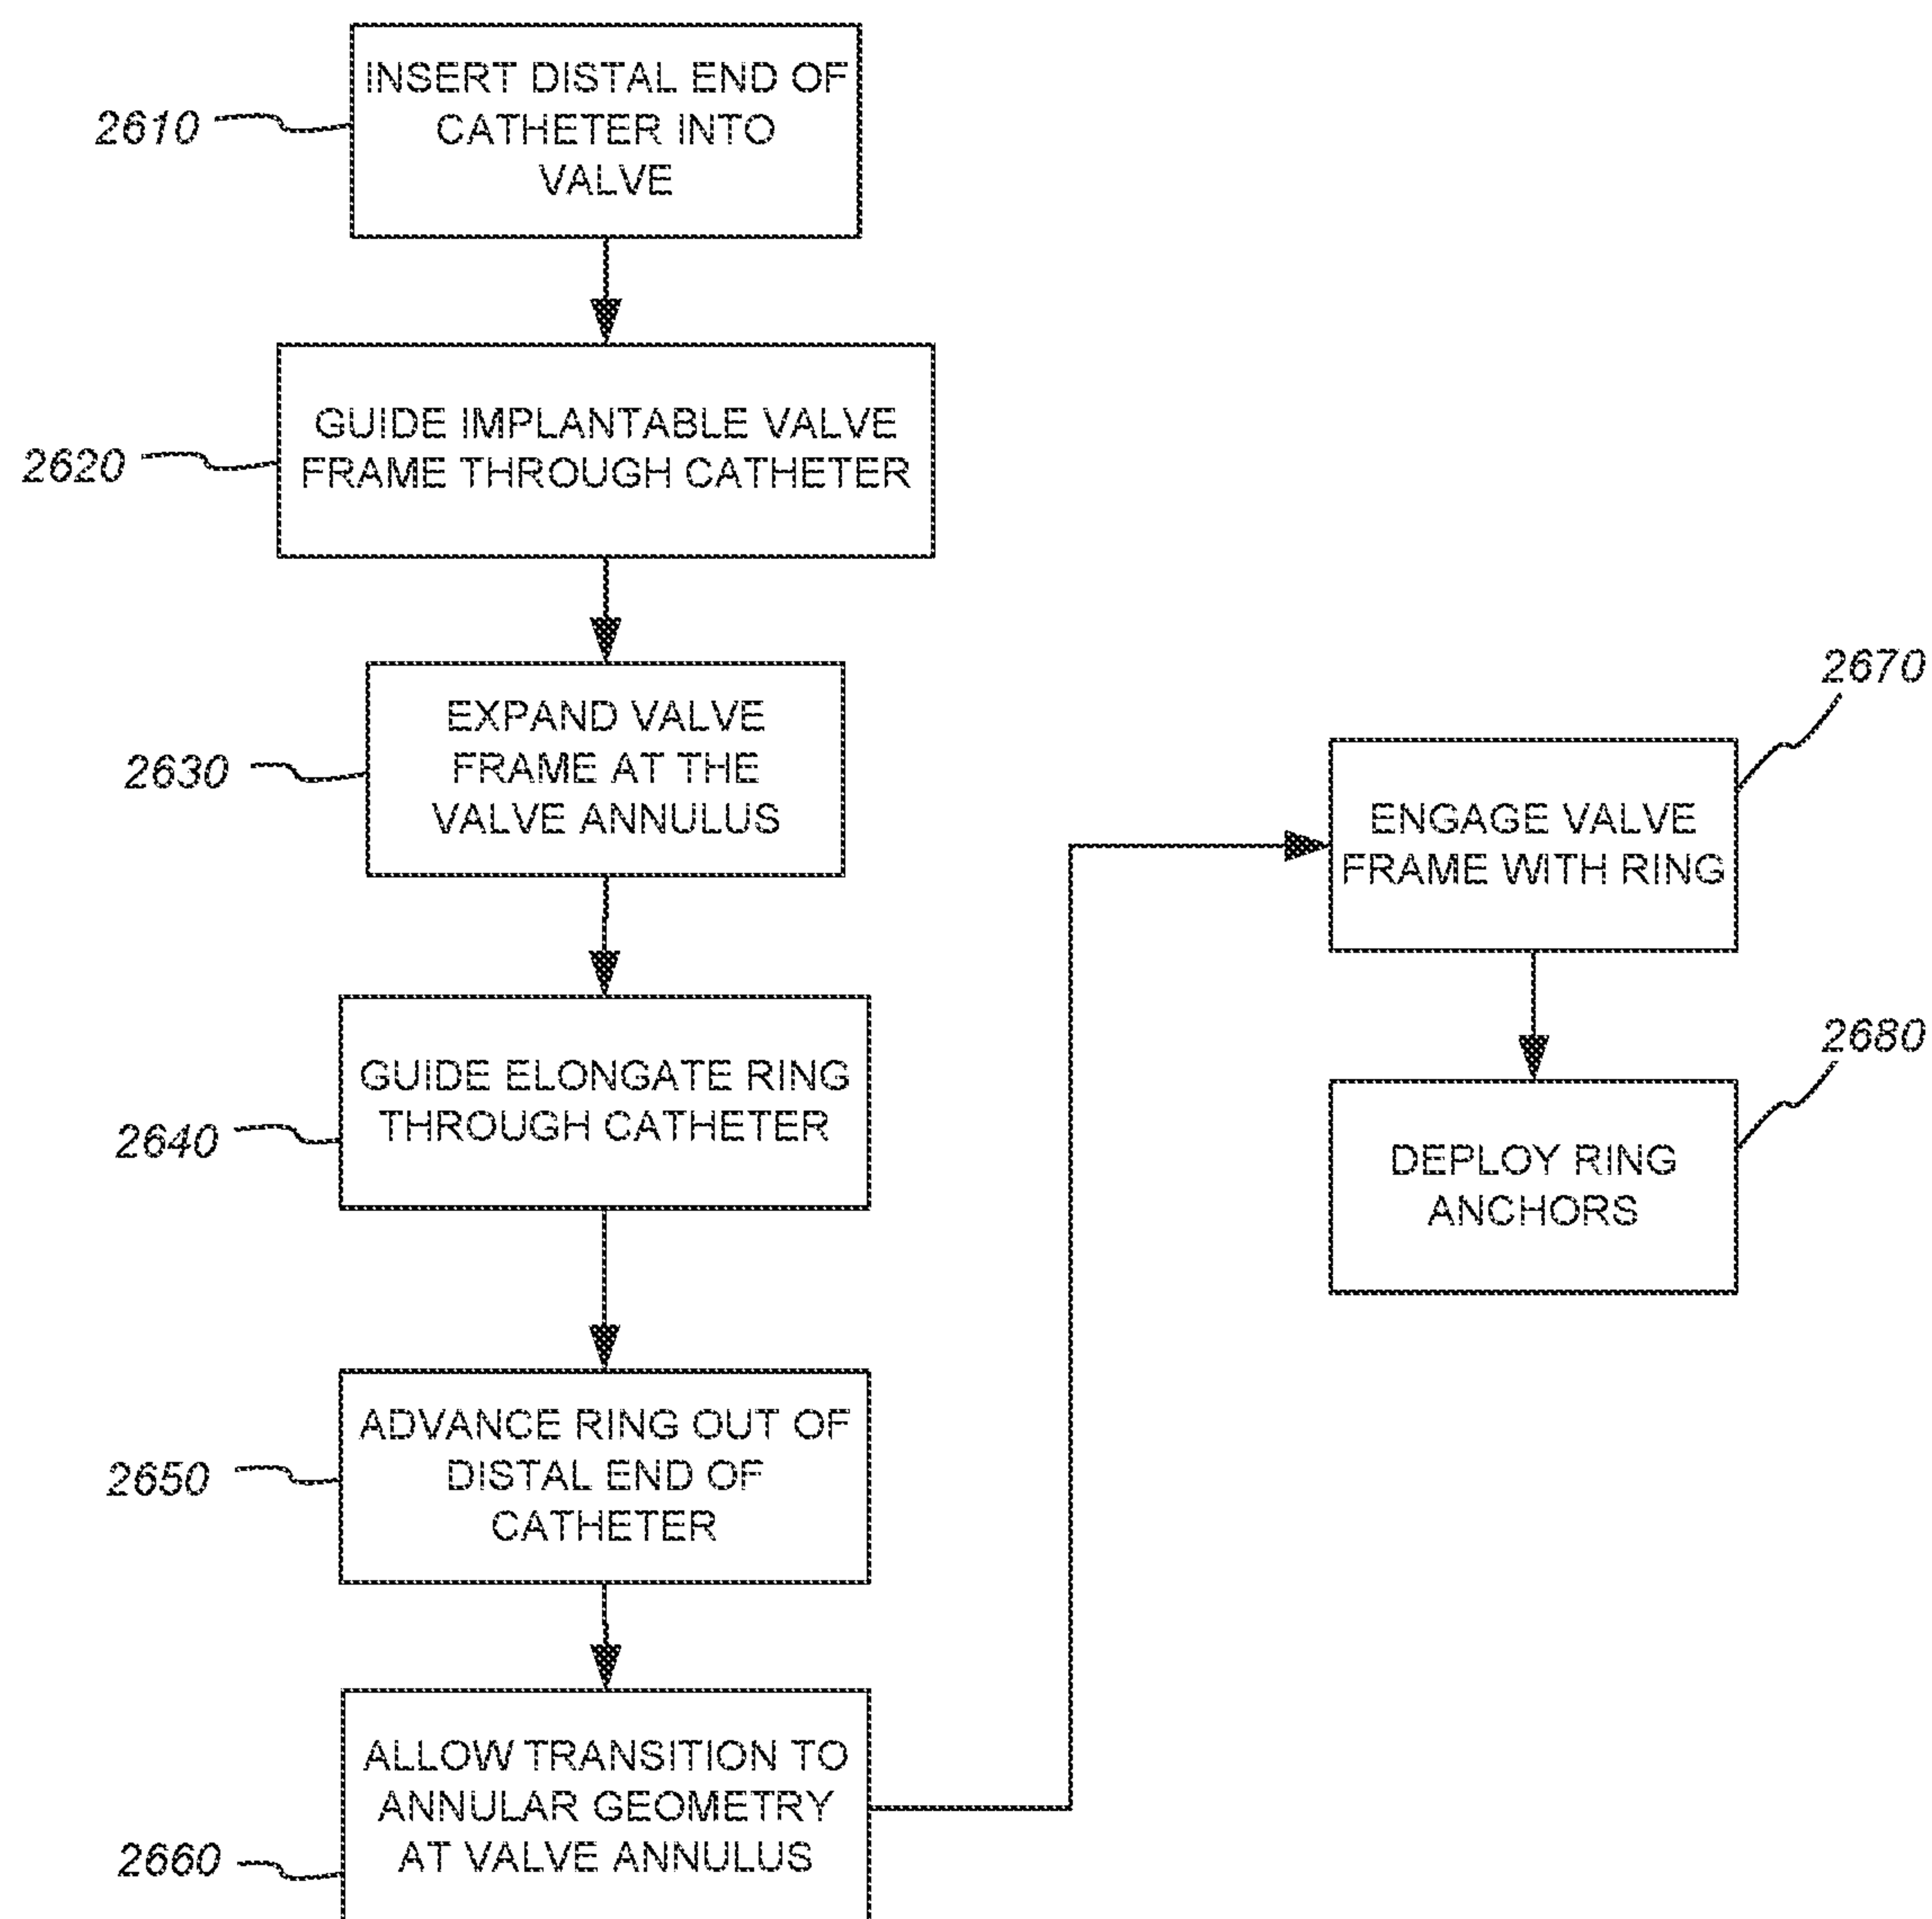 INSERT DISTAL END OF
CATHETER INTO
VALVE
2610
GUIDE IMPLANTABLE VALVE
FRAME THROUGH CATHETER
2620
EXPAND VALVE
FRAME AT THE
VALVE ANNULUS
2630
GUIDE ELONGATE RING
THROUGH CATHETER
2640
ADVANCE RING OUT OF
DISTAL END OF
CATHETER
2650
ALLOW TRANSITION TO
ANNULAR GEOMETRY
AT VALVE ANNULUS
2660
2670
ENGAGE VALVE
FRAME WITH RING
2680
DEPLOY RING
ANCHORS